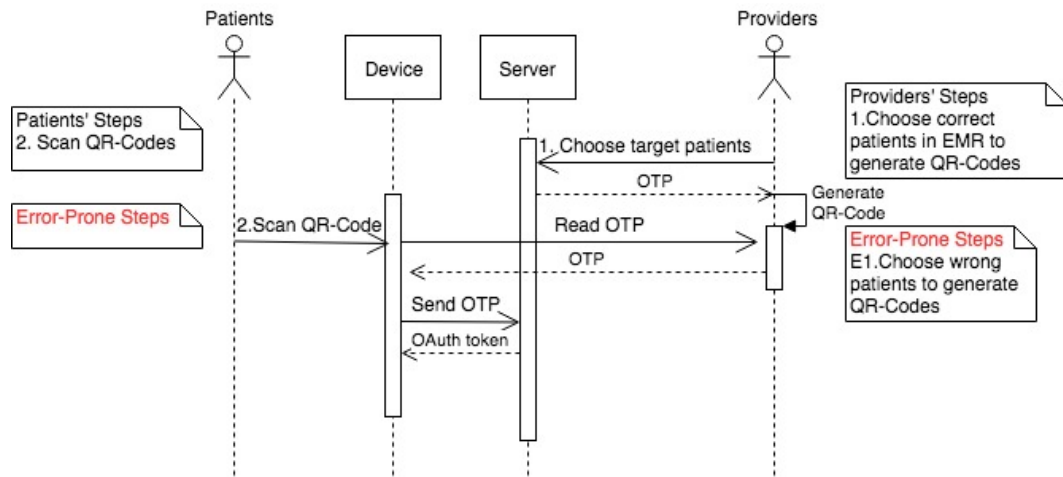 Patients
Providers
Device
Server
Patients' Steps
2. Scan QR-Codes
Providers' Steps
1.Choose correct
patients in EMR to
generate QR-Codes
1. Choose target patients
OTP
Generate
QR-Code
Error-Prone Steps
2.Scan QR-Code
Read OTP
Error-Prone Steps
E1.Choose wrong
patients to generate
QR-Codes
OTP
Send OTP
OAuth token